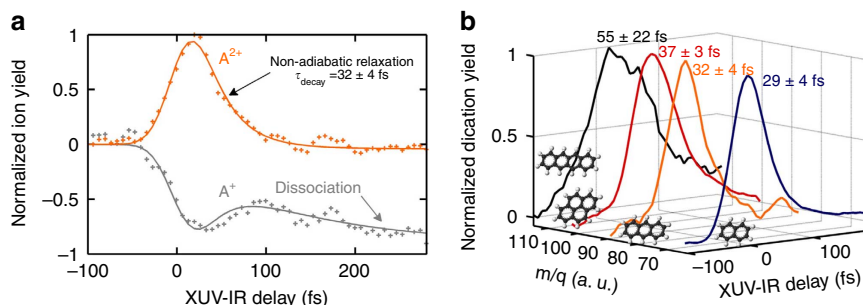 a
Normalized ion yield
1
0.5
0
−0.5
−1
A2+
Non-adiabatic relaxation
τdecay =32 ± 4 fs
A+
Dissociation
−100
0
100
200
XUV-IR delay (fs)
b
Normalized dication yield
1
0.5
0
55 ± 22 fs
37 ± 3 fs
32 ± 4 fs
29 ± 4 fs
110
100
90
80
70
m/q (a. u.)
−100
0
100
XUV-IR delay (fs)